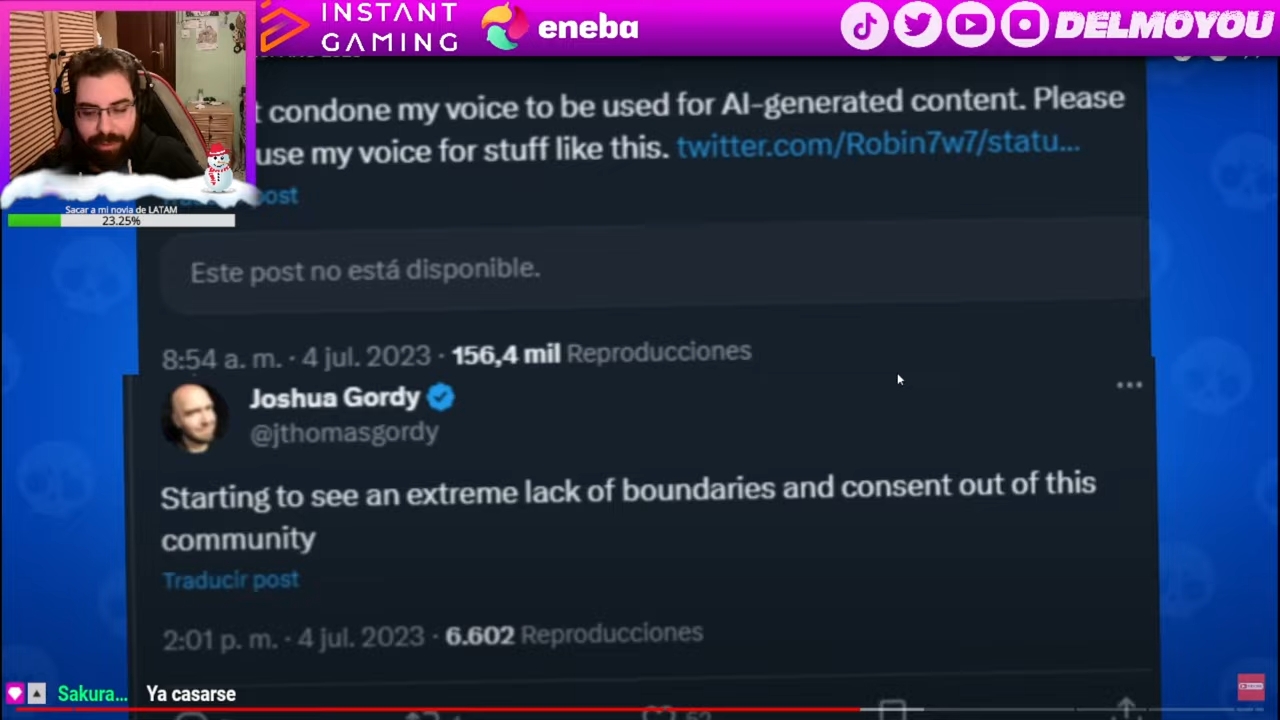 INSTANT
GAMING
eneba
DELMOYOU
t condone my voice to be used for AI-generated content. Please
use my voice for stuff like this. twitter.com/Robin7w7/statu...
post
Sacar a mi novia de LATAM
23.25%
Este post no está disponible.
8:54 a. m. · 4 jul. 2023 · 156,4 mil Reproducciones
Joshua Gordy
@jthomasgordy
Starting to see an extreme lack of boundaries and consent out of this
community
Traducir post
2:01 p. m. · 4 jul. 2023 · 6.602 Reproducciones
Sakura... Ya casarse